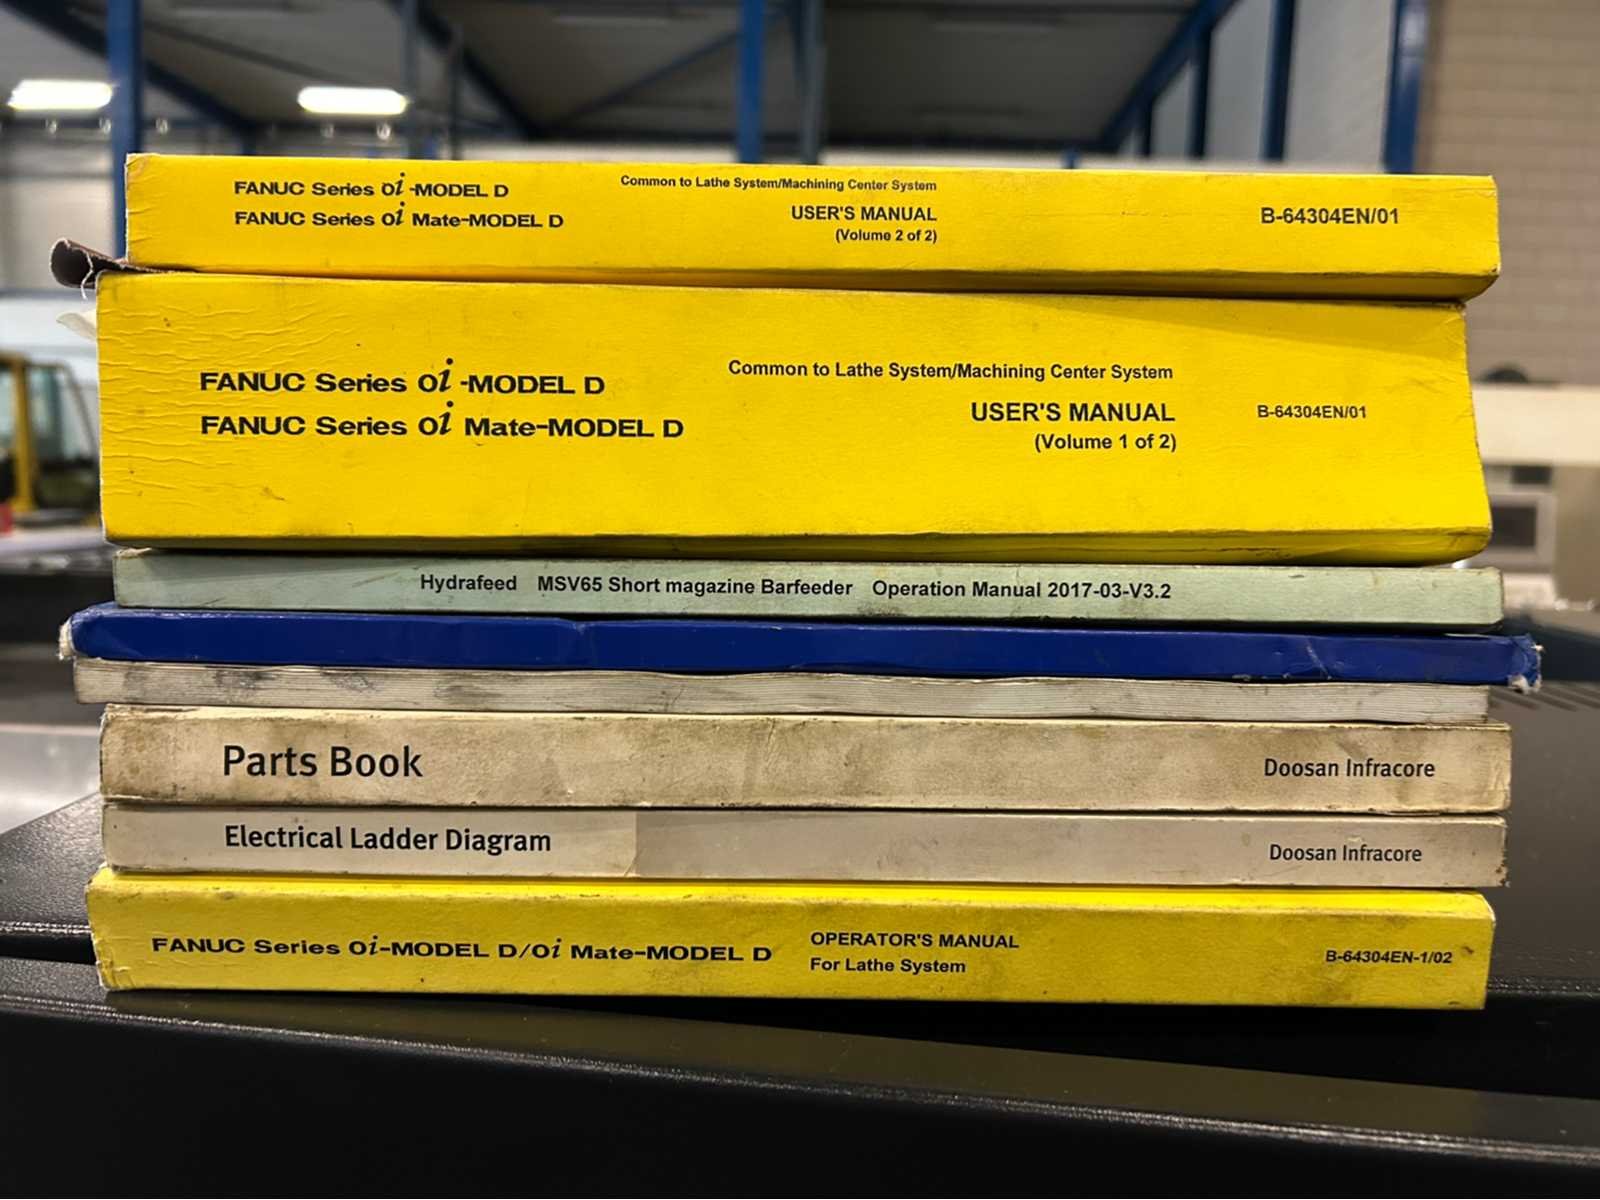 FANUC Series 0i-MODEL D
FANUC Series 0i Mate-MODEL D
Common to Lathe System/Machining Center System
USER'S MANUAL
(Volume 2 of 2)
B-64304EN/01
FANUC Series 0i-MODEL D
FANUC Series 0i Mate-MODEL D
Common to Lathe System/Machining Center System
USER'S MANUAL
(Volume 1 of 2)
B-64304EN/01
Hydrafeed MSV65 Short magazine Barfeeder Operation Manual 2017-03-V3.2
Parts Book
Doosan Infracore
Electrical Ladder Diagram
Doosan Infracore
FANUC Series 0i-MODEL D/0i Mate-MODEL D
OPERATOR'S MANUAL
For Lathe System
B-64304EN-1/02